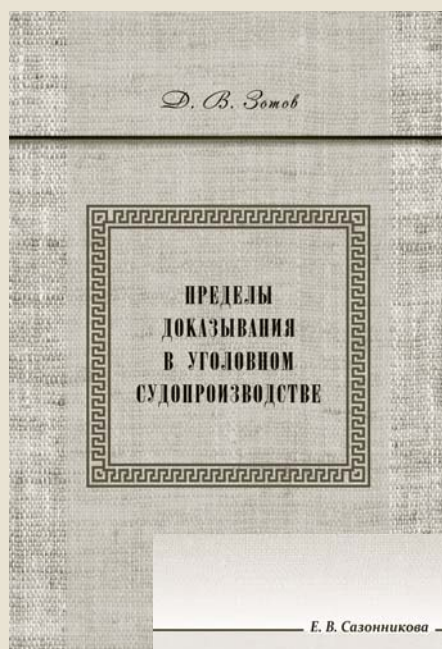 Д. В. Зотов
ПРЕДЕЛЫ
ДОКАЗЫВАНИЯ
В УГОЛОВНОМ
СУДОПРОИЗВОДСТВЕ
Е. В. Сазонникова